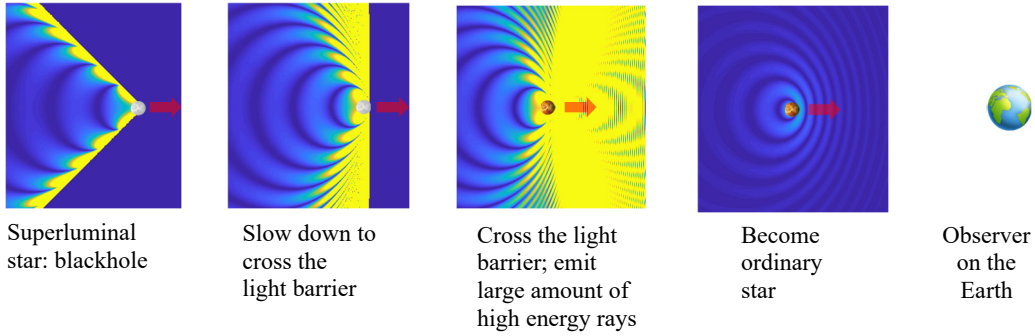 Superluminal
star: blackhole
Slow down to
cross the
light barrier
Cross the light
barrier; emit
large amount of
high energy rays
Become
ordinary
star
Observer
on the
Earth